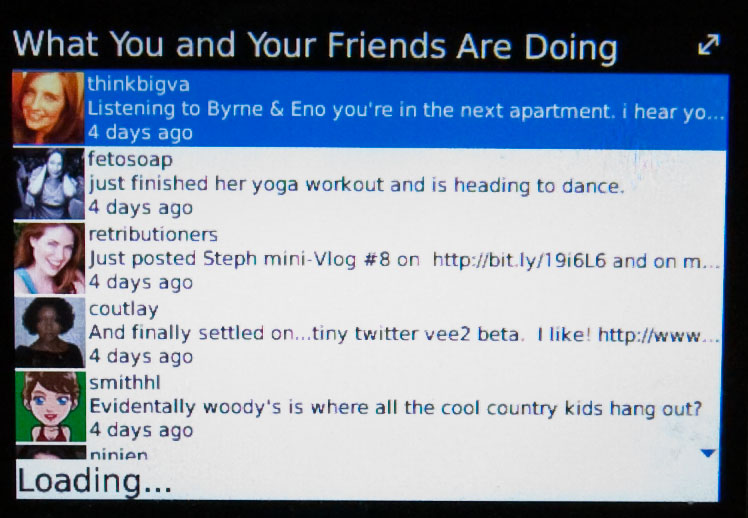 What You and Your Friends Are Doing
thinkbigva
Listening to Byrne & Eno you're in the next apartment. i hear yo...
4 days ago
fetosoap
just finished her yoga workout and is heading to dance.
4 days ago
retributioners
Just posted Steph mini-Vlog #8 on  http://bit.ly/19i6L6 and on m...
4 days ago
coutlay
And finally settled on...tiny twitter vee2 beta.  I like! http://www...
4 days ago
smithhl
Evidentally woody's is where all the cool country kids hang out?
4 days ago
Loading...